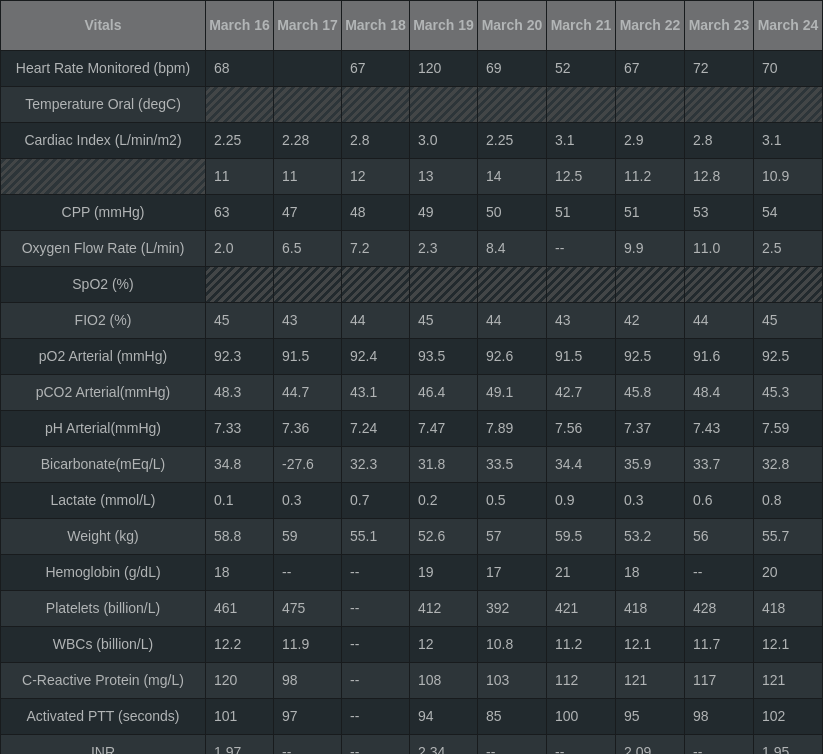 Vitals March 16 March 17 March 18 March 19 March 20 March 21 March 22 March 23 March 24
Heart Rate Monitored (bpm) 68 67 120 69 52 67 72 70
Temperature Oral (degC)
Cardiac Index (L/min/m2) 2.25 2.28 2.8 3.0 2.25 3.1 2.9 2.8 3.1
11 11 12 13 14 12.5 11.2 12.8 10.9
CPP (mmHg) 63 47 48 49 50 51 51 53 54
Oxygen Flow Rate (L/min) 2.0 6.5 7.2 2.3 8.4 -- 9.9 11.0 2.5
SpO2 (%)
FIO2 (%) 45 43 44 45 44 43 42 44 45
pO2 Arterial (mmHg) 92.3 91.5 92.4 93.5 92.6 91.5 92.5 91.6 92.5
pCO2 Arterial(mmHg) 48.3 44.7 43.1 46.4 49.1 42.7 45.8 48.4 45.3
pH Arterial(mmHg) 7.33 7.36 7.24 7.47 7.89 7.56 7.37 7.43 7.59
Bicarbonate(mEq/L) 34.8 -27.6 32.3 31.8 33.5 34.4 35.9 33.7 32.8
Lactate (mmol/L) 0.1 0.3 0.7 0.2 0.5 0.9 0.3 0.6 0.8
Weight (kg) 58.8 59 55.1 52.6 57 59.5 53.2 56 55.7
Hemoglobin (g/dL) 18 -- -- 19 17 21 18 -- 20
Platelets (billion/L) 461 475 -- 412 392 421 418 428 418
WBCs (billion/L) 12.2 11.9 -- 12 10.8 11.2 12.1 11.7 12.1
C-Reactive Protein (mg/L) 120 98 -- 108 103 112 121 117 121
Activated PTT (seconds) 101 97 -- 94 85 100 95 98 102
INR 1.97 -- -- 2.34 -- -- 2.09 -- 1.95